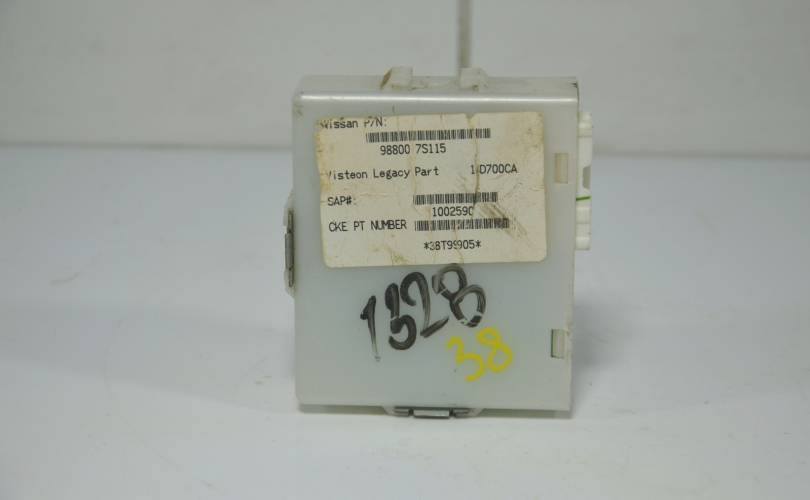 Nissan P/N:
98800 7S115
Visteon Legacy Part
SAP#:
1002590
CKE PT NUMBER
*38T99905*
1328
38